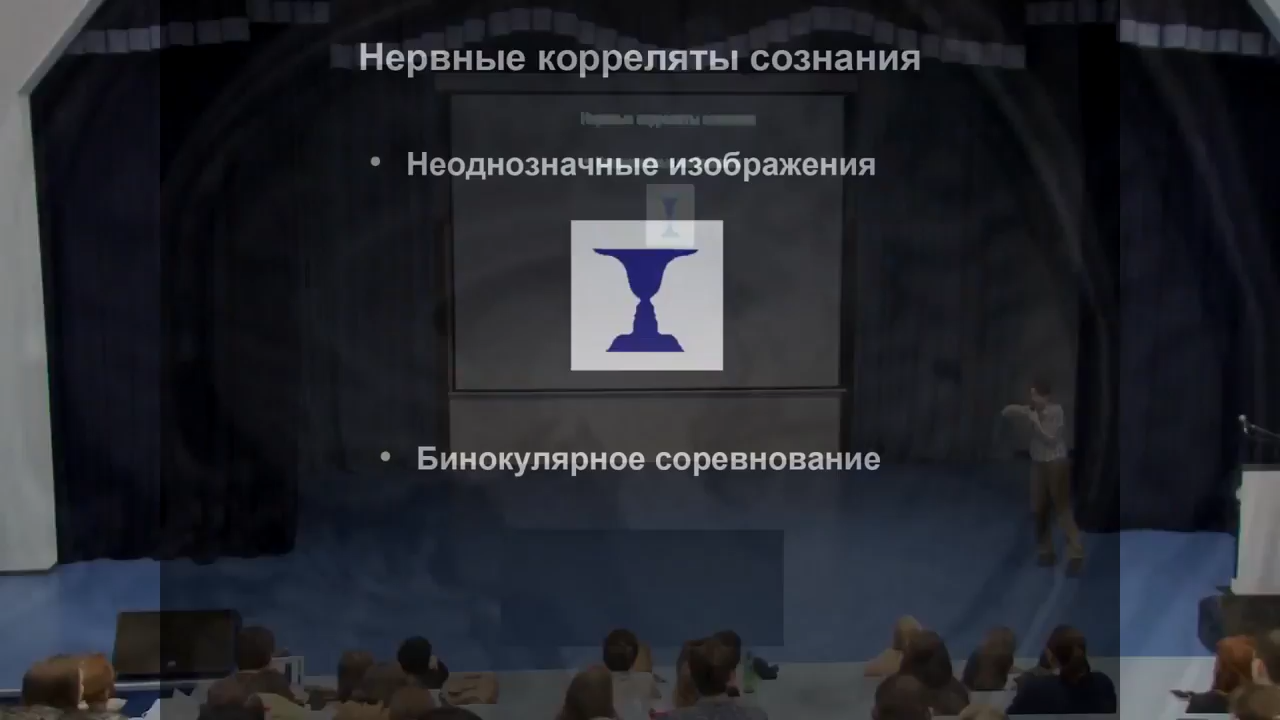 Нервные корреляты сознания
• Неоднозначные изображения
• Бинокулярное соревнование